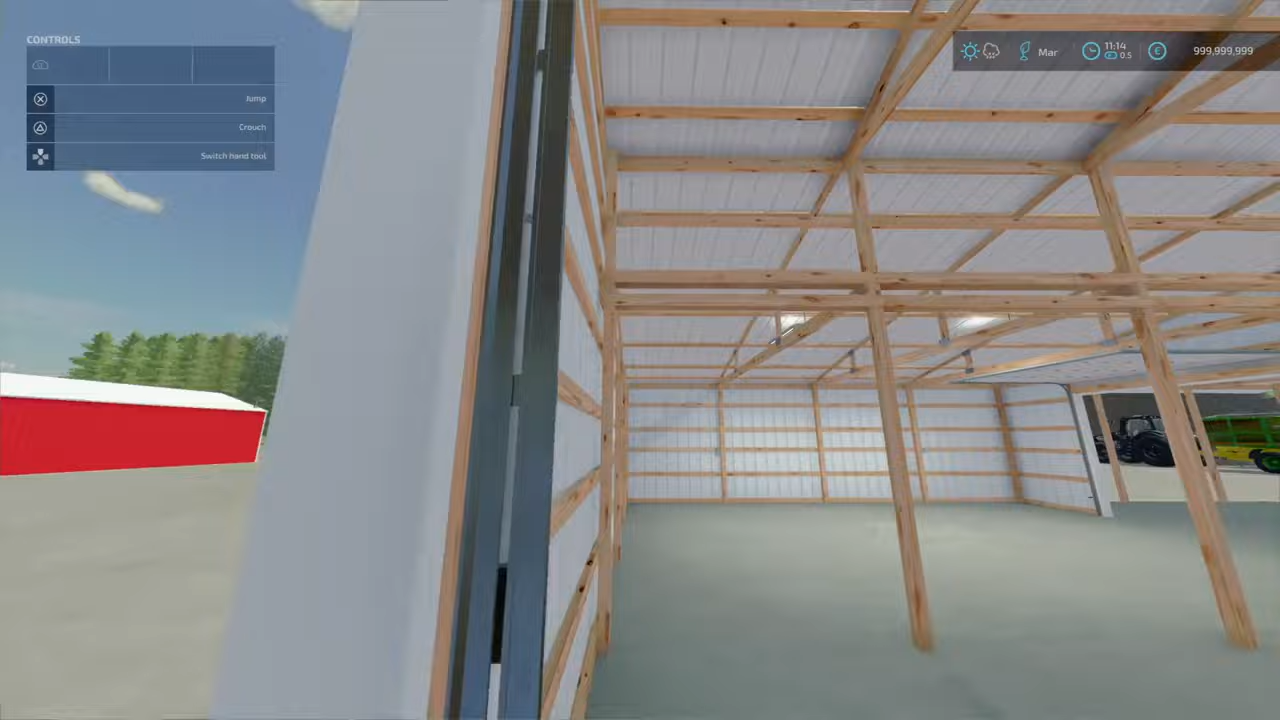 CONTROLS
Jump
Crouch
Switch hand tool
Mar
11:14
0.5
£
999,999,999